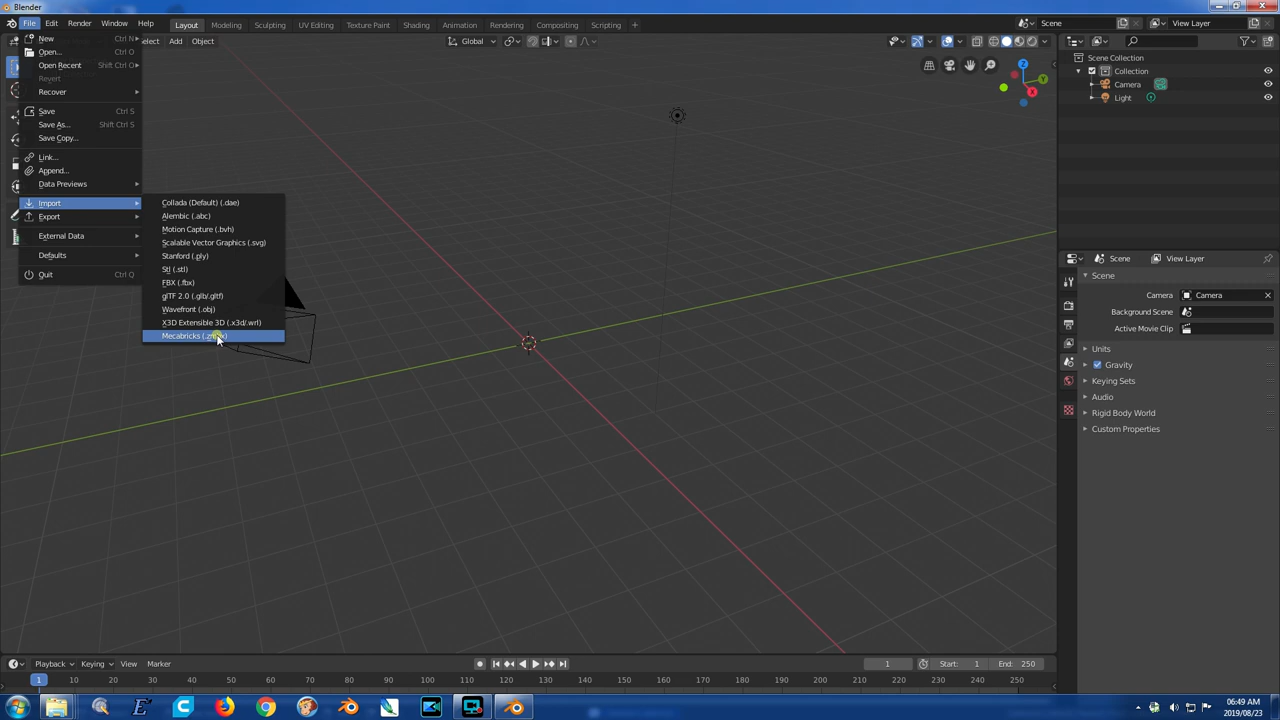 Blender
File Edit Render Window Help Layout Modeling Sculpting UV Editing Texture Paint Shading Animation Rendering Compositing Scripting + Scene View Layer
New Ctrl N
Open... Ctrl O
Open Recent Shift Ctrl O
Revert
Recover
Save Ctrl S
Save As... Shift Ctrl S
Save Copy...
Link...
Append...
Data Previews
Import
Export
External Data
Defaults
Quit Ctrl Q
Collada (Default) (.dae)
Alembic (.abc)
Motion Capture (.bvh)
Scalable Vector Graphics (.svg)
Stanford (.ply)
Stl (.stl)
FBX (.fbx)
glTF 2.0 (.glb/.gltf)
Wavefront (.obj)
X3D Extensible 3D (.x3d/.wrl)
Mecabricks
Add Object Global
Z
Y
X
Scene Collection
Collection
Camera
Light
Scene View Layer
Scene
Camera Camera
Background Scene
Active Movie Clip
Units
Gravity
Keying Sets
Audio
Rigid Body World
Custom Properties
Playback Keying View Marker 1 Start: 1 End: 250
1 10 20 30 40 50 60 70 80 90 100 110 120 130 140 150 160 170 180 190 200 210 220 230 240 250
06:49 AM
2019/08/23